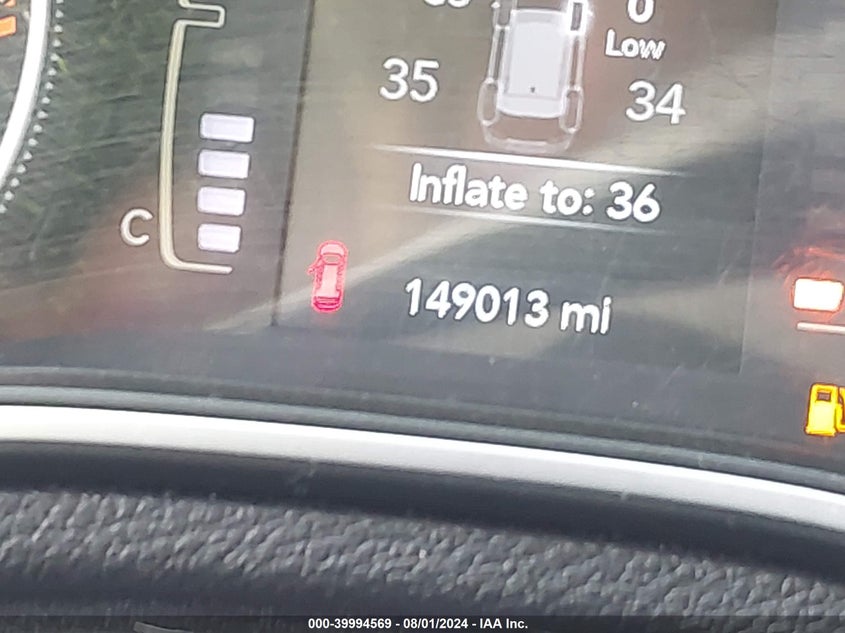 0
Low
35
34
Inflate to: 36
C
149013 mi
000-39994569 - 08/01/2024 - IAA Inc.